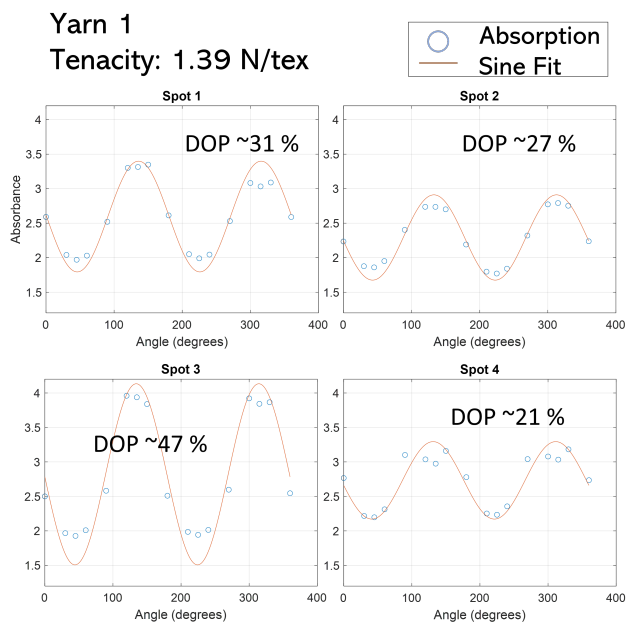 Yarn 1
Tenacity: 1.39 N/tex
Absorption
Sine Fit
Spot 1
DOP ~31 %
4
3.5
3
2.5
2
1.5
Absorbance
0 100 200 300 400
Angle (degrees)
Spot 2
DOP ~27 %
4
3.5
3
2.5
2
1.5
0 100 200 300 400
Angle (degrees)
Spot 3
DOP ~47 %
4
3.5
3
2.5
2
1.5
0 100 200 300 400
Angle (degrees)
Spot 4
DOP ~21 %
4
3.5
3
2.5
2
1.5
0 100 200 300 400
Angle (degrees)